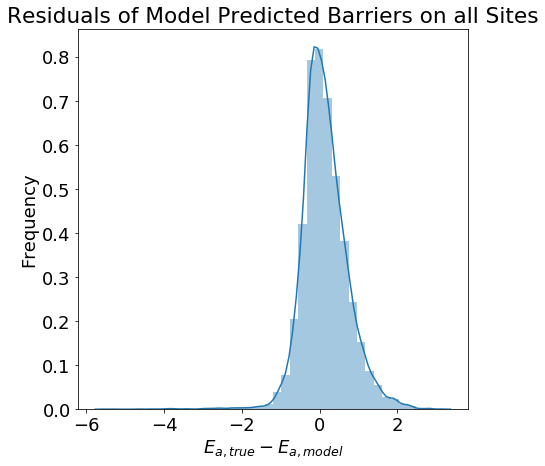 Residuals of Model Predicted Barriers on all Sites
Frequency
0.8
0.7
0.6
0.5
0.4
0.3
0.2
0.1
0.0
−6 −4 −2 0 2
E_{a,true} − E_{a,model}